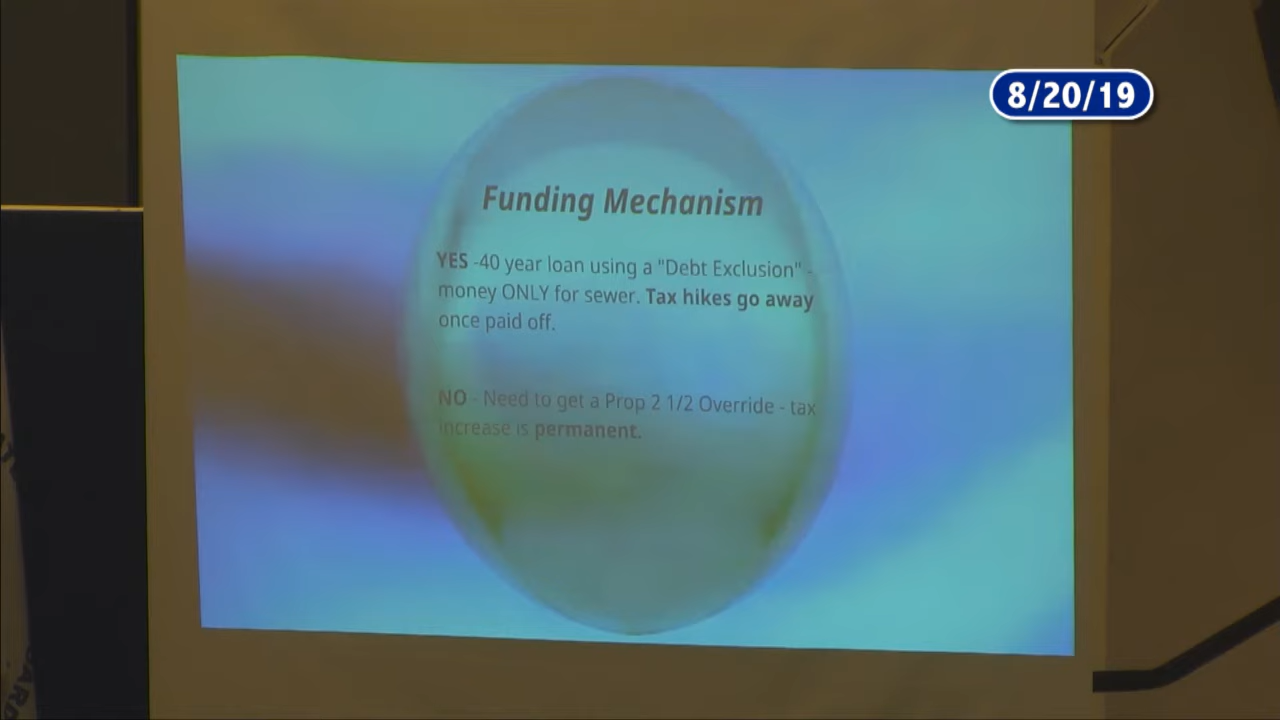 8/20/19
Funding Mechanism
YES -40 year loan using a "Debt Exclusion" -
money ONLY for sewer. Tax hikes go away
once paid off.
NO - Need to get a Prop 2 1/2 Override - tax
increase is permanent.